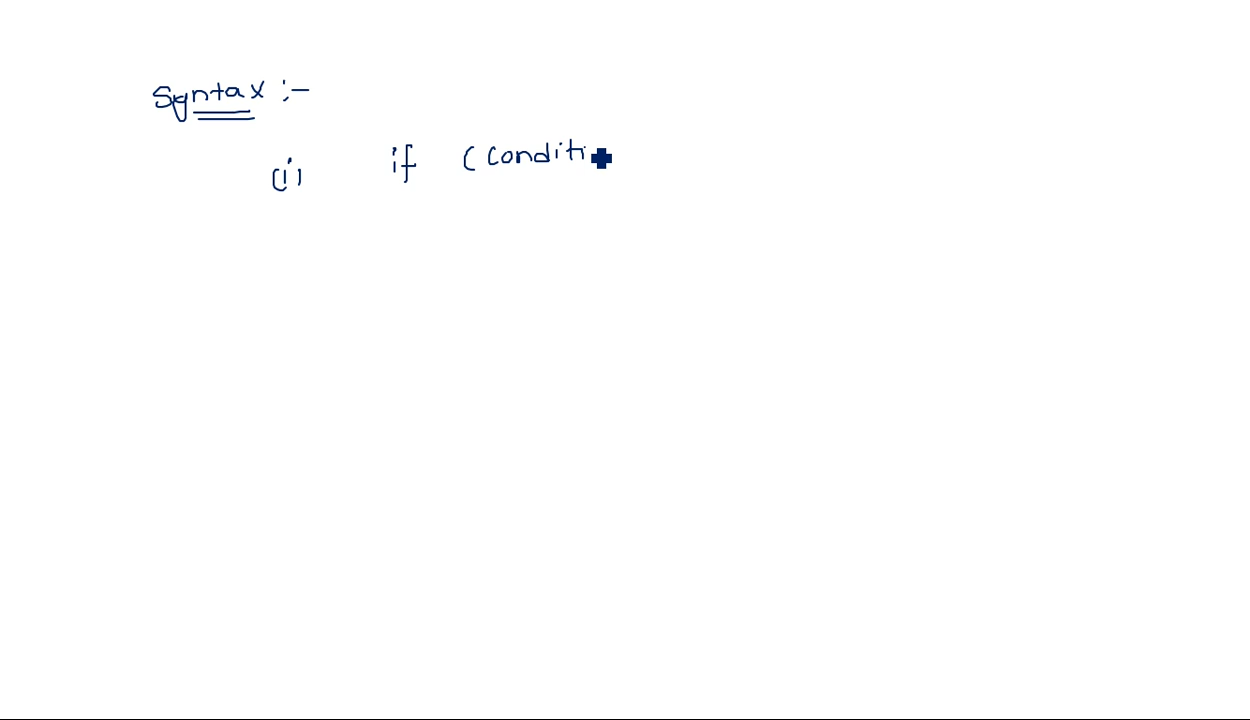 Syntax :-
(i) if (Conditi